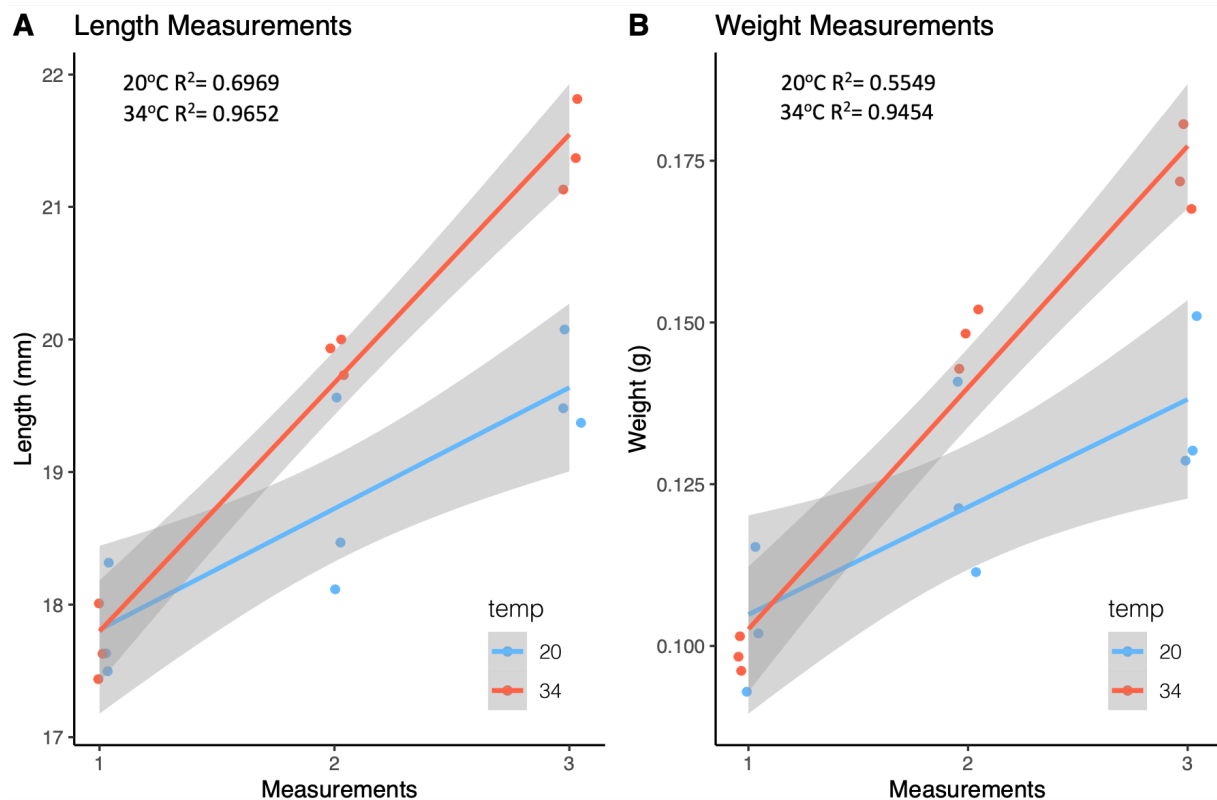 A Length Measurements
20ºC R²= 0.6969
34ºC R²= 0.9652
22
21
20
19
18
17
Length (mm)
1 2 3
Measurements
temp
20
34
B Weight Measurements
20ºC R²= 0.5549
34ºC R²= 0.9454
0.175
0.150
0.125
0.100
Weight (g)
1 2 3
Measurements
temp
20
34